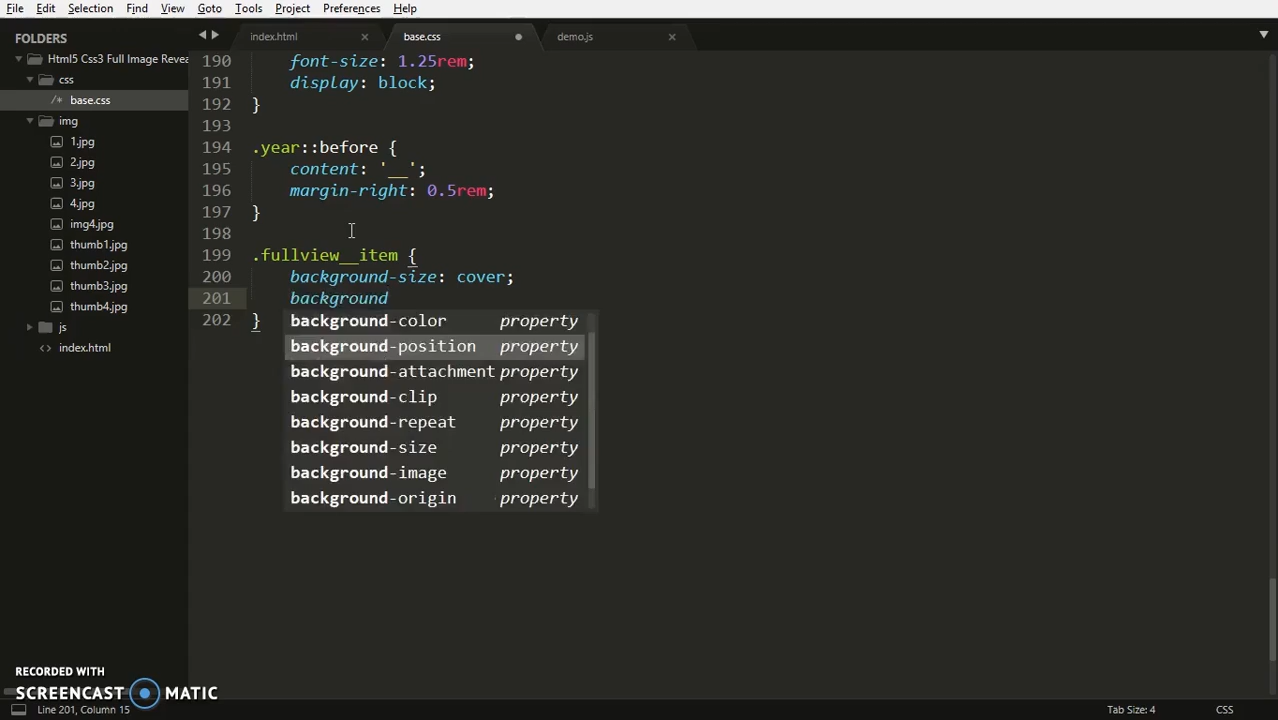 File Edit Selection Find View Goto Tools Project Preferences Help
FOLDERS
Html5 Css3 Full Image Revea
css
/* base.css
img
1.jpg
2.jpg
3.jpg
4.jpg
img4.jpg
thumb1.jpg
thumb2.jpg
thumb3.jpg
thumb4.jpg
js
<> index.html
index.html × base.css demo.js ×
190 font-size: 1.25rem;
191 display: block;
192 }
193
194 .year::before {
195 content: '__';
196 margin-right: 0.5rem;
197 }
198
199 .fullview__item {
200 background-size: cover;
201 background
202 }
background-color property
background-position property
background-attachment property
background-clip property
background-repeat property
background-size property
background-image property
background-origin property
RECORDED WITH
SCREENCAST MATIC
Line 201, Column 15 Tab Size: 4 CSS